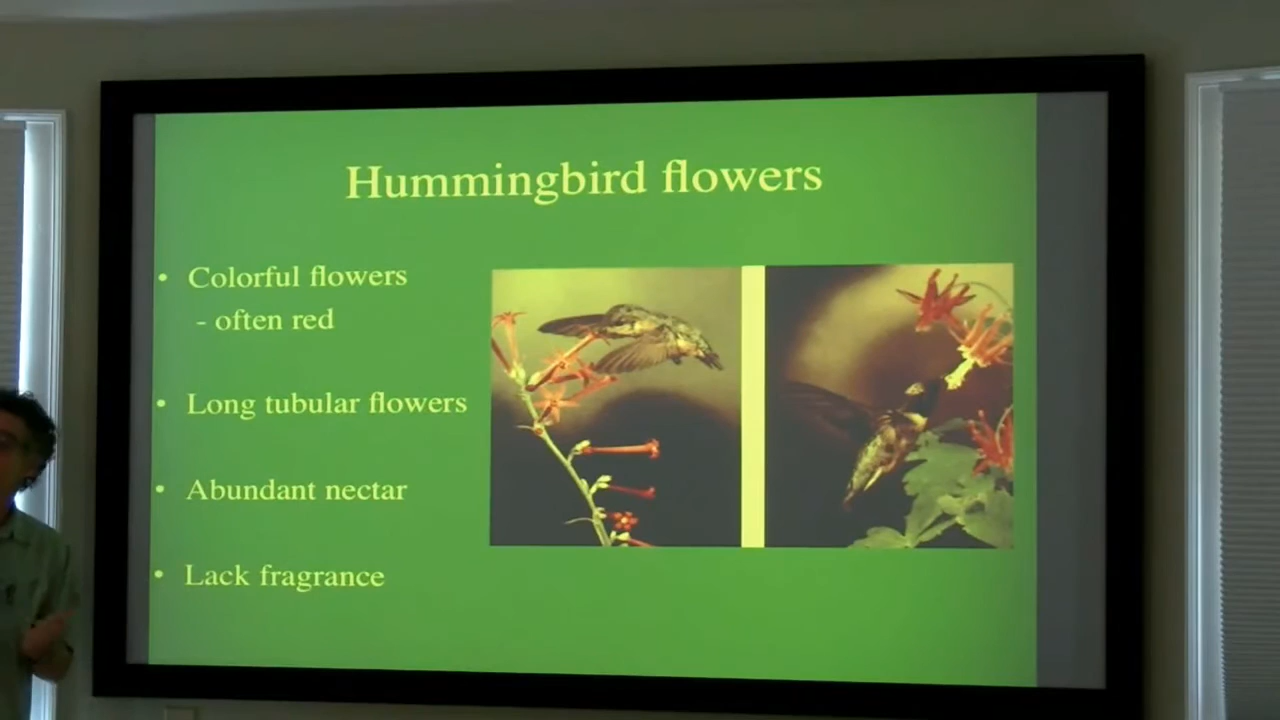 Hummingbird flowers
• Colorful flowers
- often red
• Long tubular flowers
• Abundant nectar
• Lack fragrance